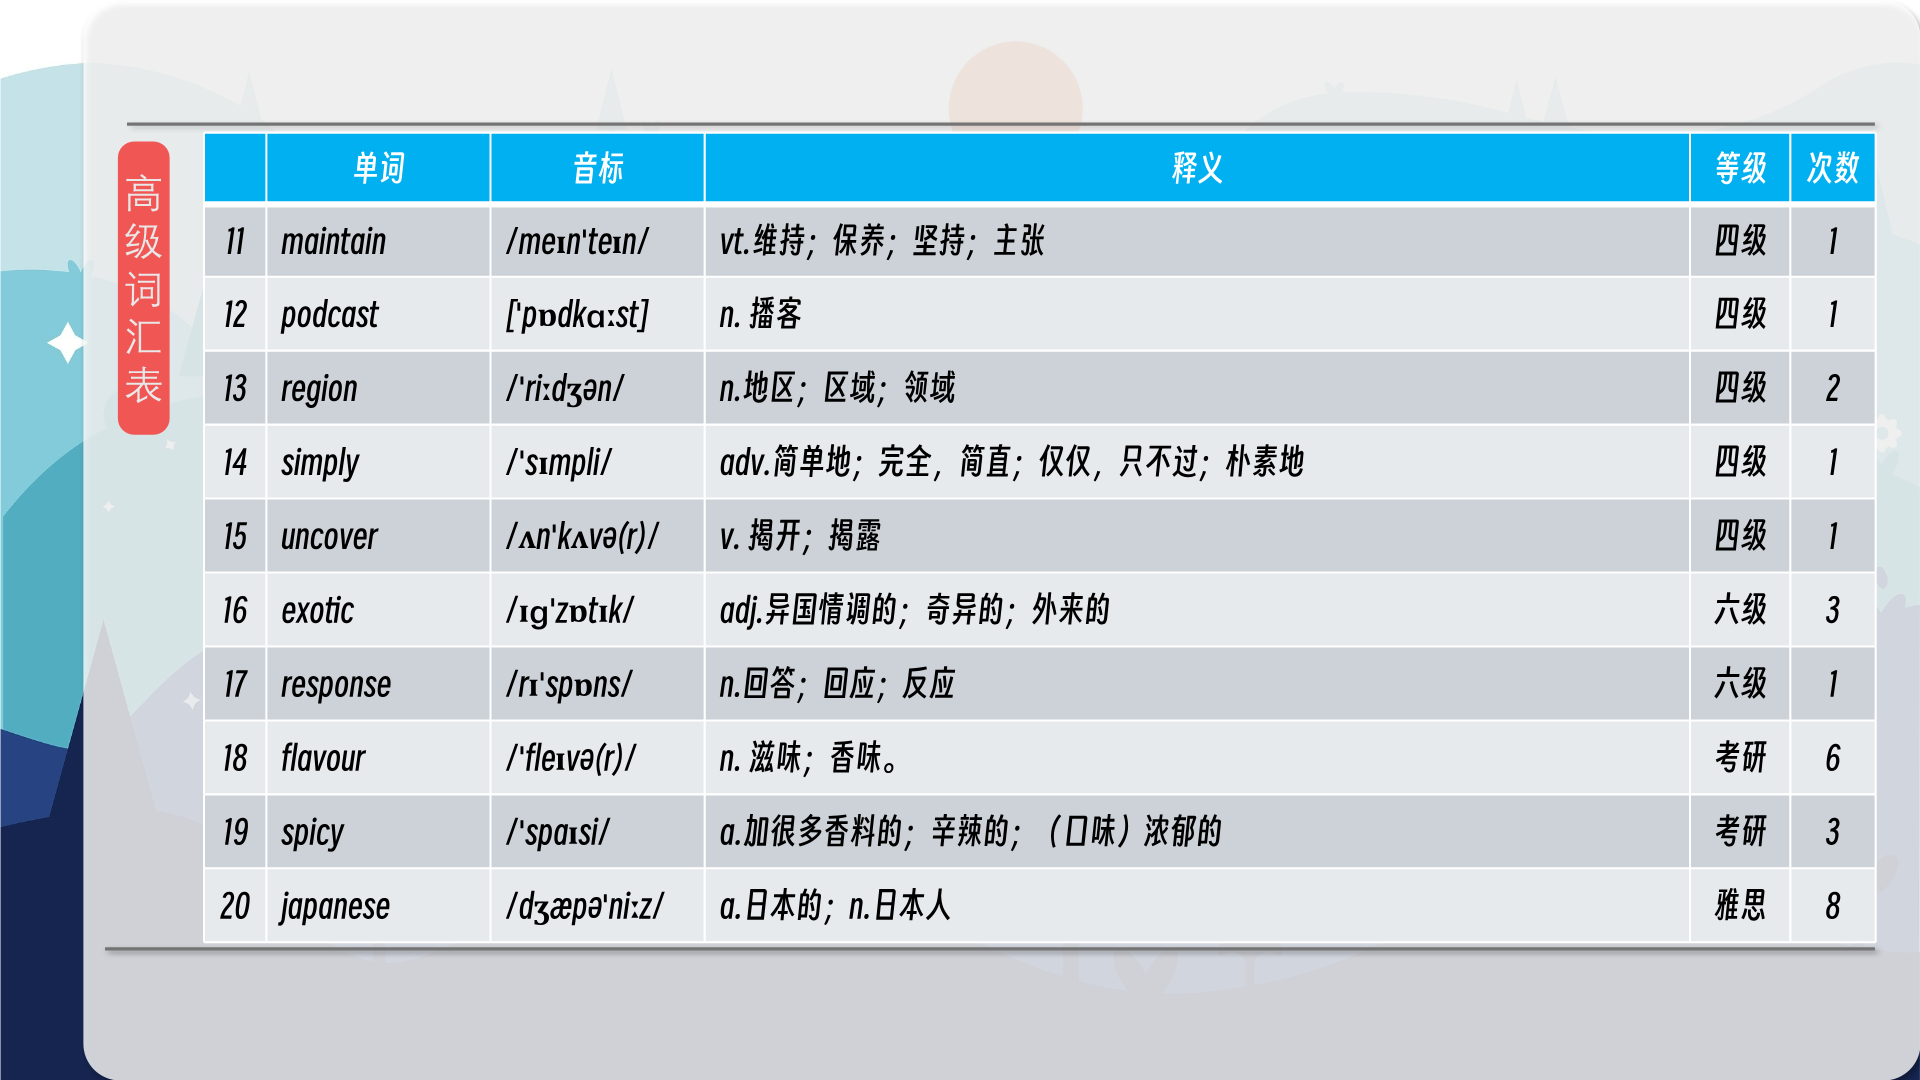 高级词汇表
单词 音标 释义 等级 次数
11 maintain /meɪn'teɪn/ vt.维持；保养；坚持；主张 四级 1
12 podcast ['pɒdkɑːst] n. 播客 四级 1
13 region /'riːdʒən/ n.地区；区域；领域 四级 2
14 simply /'sɪmpli/ adv.简单地；完全，简直；仅仅，只不过；朴素地 四级 1
15 uncover /ʌn'kʌvə(r)/ v. 揭开；揭露 四级 1
16 exotic /ɪɡ'zɒtɪk/ adj.异国情调的；奇异的；外来的 六级 3
17 response /rɪ'spɒns/ n.回答；回应；反应 六级 1
18 flavour /'fleɪvə(r)/ n. 滋味；香味。 考研 6
19 spicy /'spaɪsi/ a.加很多香料的；辛辣的；（口味）浓郁的 考研 3
20 japanese /dʒæpə'niːz/ a.日本的；n.日本人 雅思 8